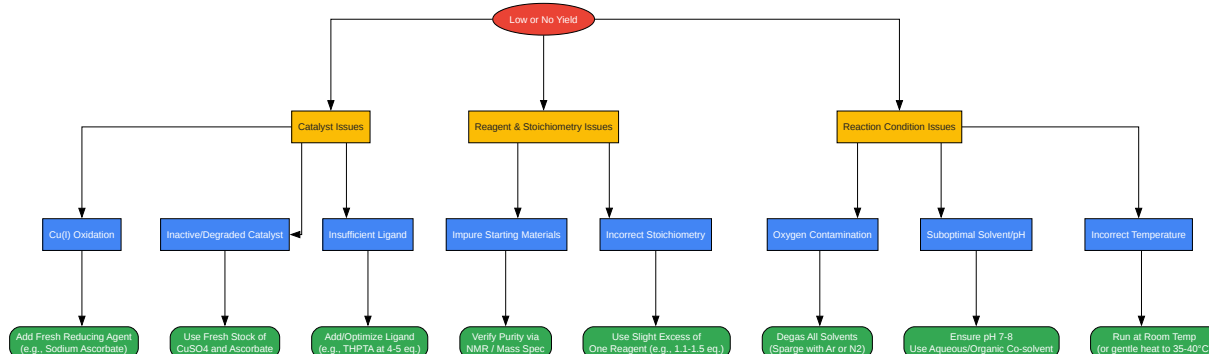 Low or No Yield
Catalyst Issues
Reagent & Stoichiometry Issues
Reaction Condition Issues
Cu(I) Oxidation
Inactive/Degraded Catalyst
Insufficient Ligand
Impure Starting Materials
Incorrect Stoichiometry
Oxygen Contamination
Suboptimal Solvent/pH
Incorrect Temperature
Add Fresh Reducing Agent
(e.g., Sodium Ascorbate)
Use Fresh Stock of
CuSO4 and Ascorbate
Add/Optimize Ligand
(e.g., THPTA at 4-5 eq.)
Verify Purity via
NMR / Mass Spec
Use Slight Excess of
One Reagent (e.g., 1.1-1.5 eq.)
Degas All Solvents
(Sparge with Ar or N2)
Ensure pH 7-8
Use Aqueous/Organic Co-solvent
Run at Room Temp
(or gentle heat to 35-40°C)